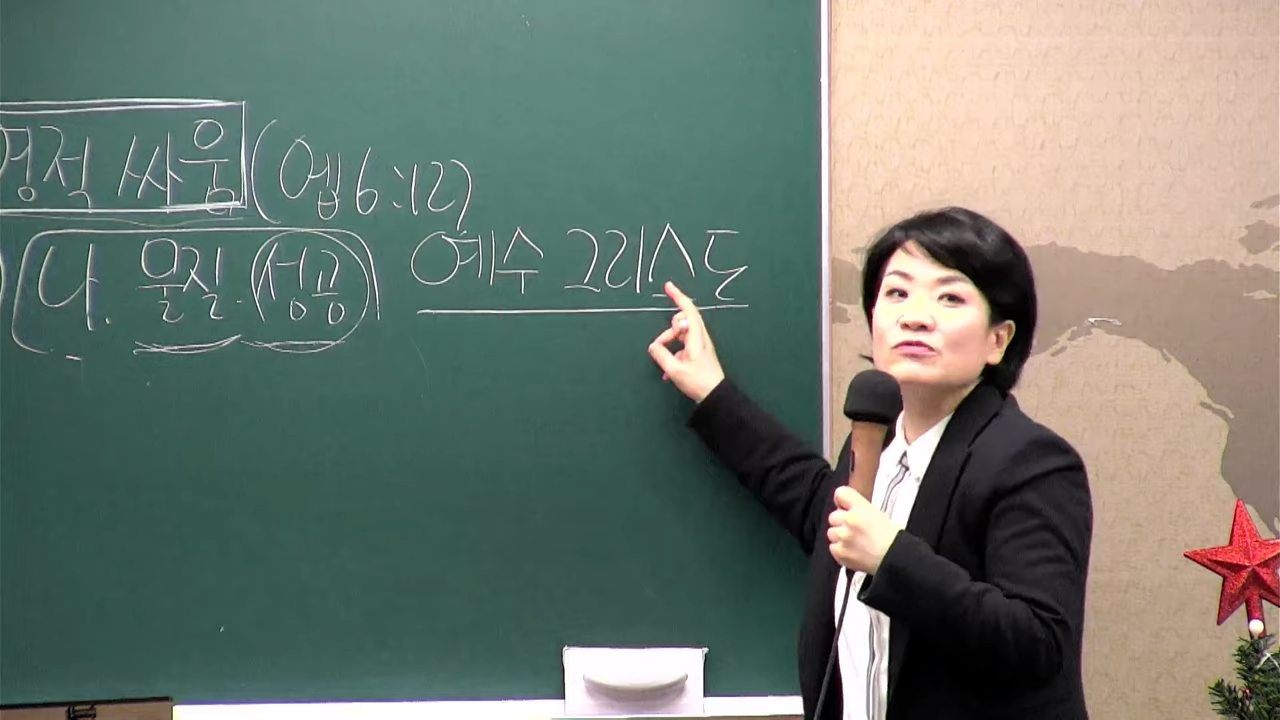 영적 싸움 (엡 6:12)
나. 물질. 성공 예수 그리스도